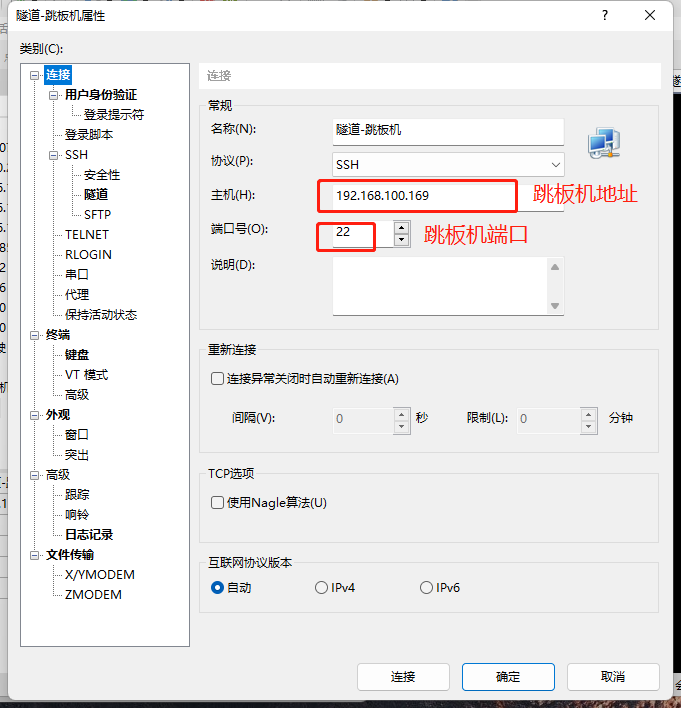 隧道-跳板机属性
?
类别(C):
连接
用户身份验证
登录提示符
登录脚本
SSH
安全性
隧道
SFTP
TELNET
RLOGIN
串口
代理
保持活动状态
终端
键盘
VT 模式
高级
外观
窗口
突出
高级
跟踪
响铃
日志记录
文件传输
X/YMODEM
ZMODEM
连接
常规
名称(N): 隧道-跳板机
协议(P): SSH
主机(H): 192.168.100.169 跳板机地址
端口号(O): 22 跳板机端口
说明(D):
重新连接
连接异常关闭时自动重新连接(A)
间隔(V): 0 秒 限制(L): 0 分钟
TCP选项
使用Nagle算法(U)
互联网协议版本
自动 IPv4 IPv6
连接 确定 取消